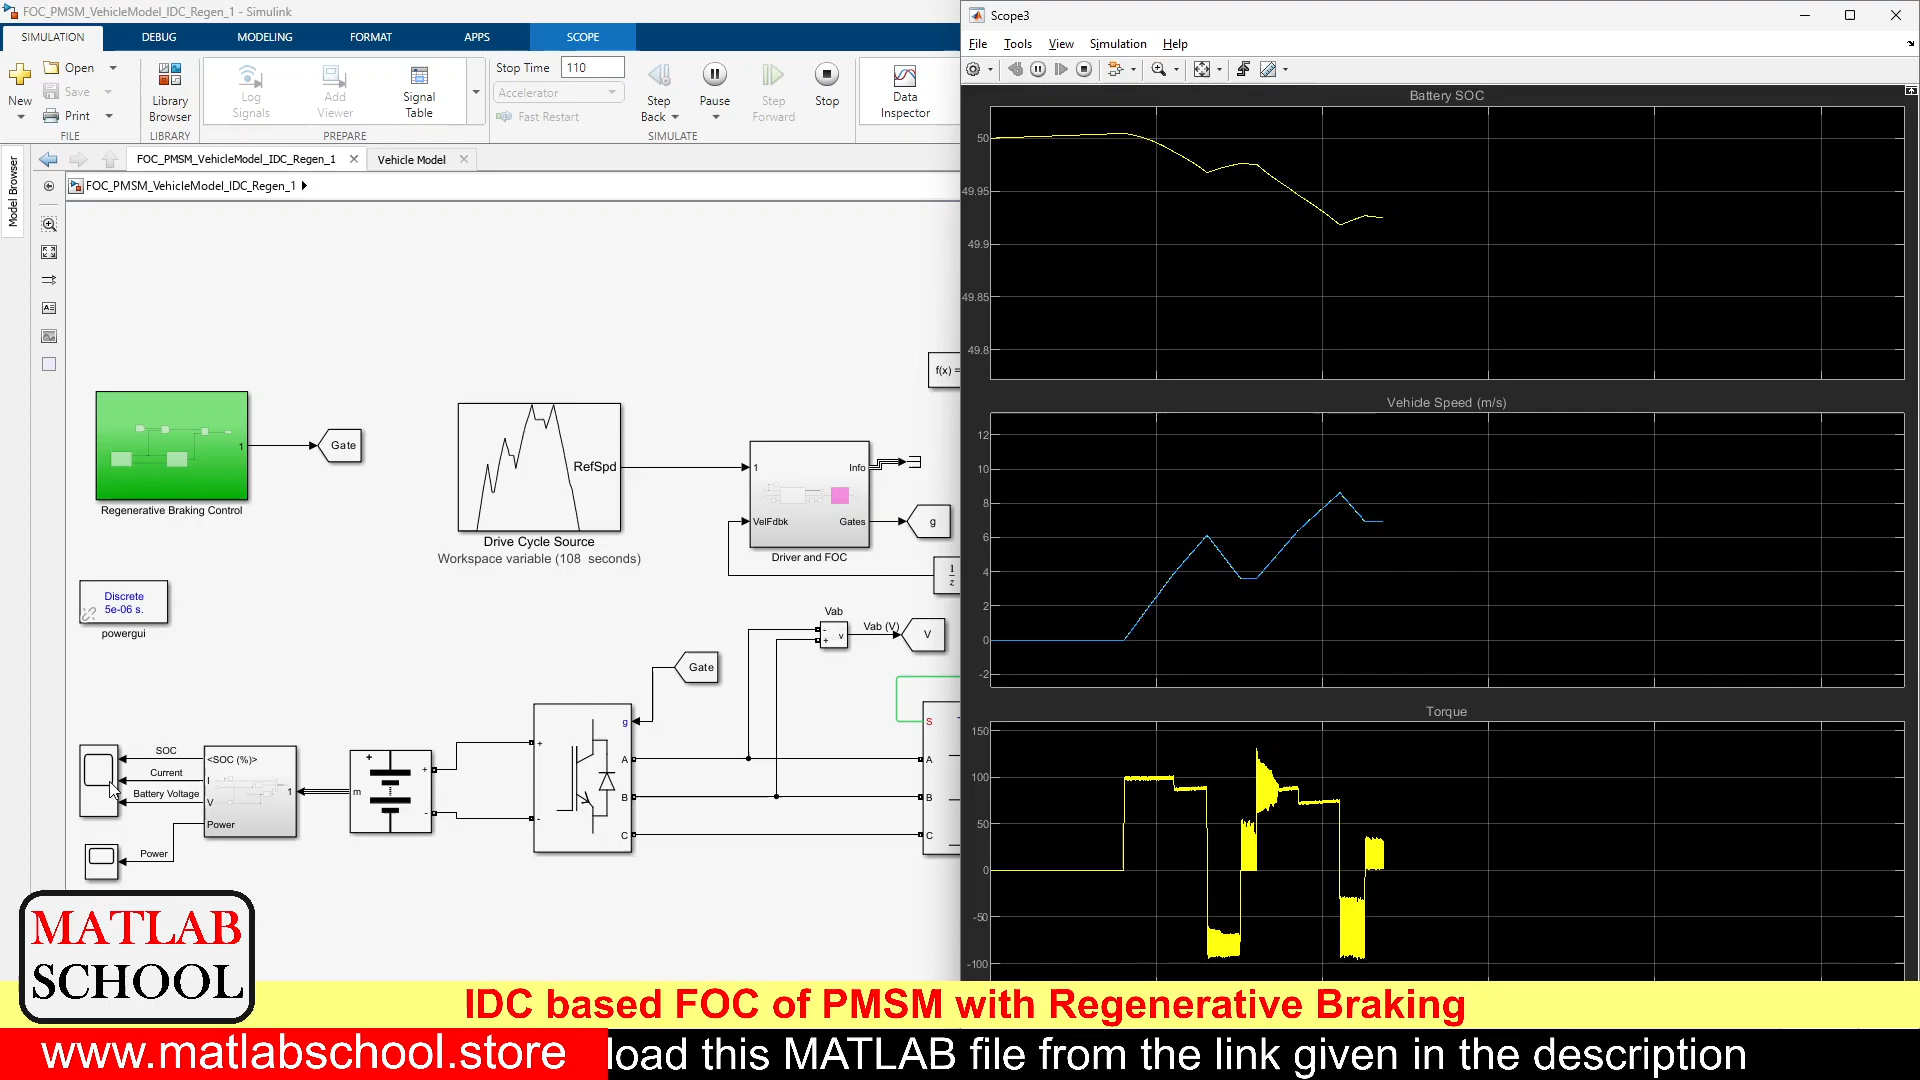 FOC_PMSM_VehicleModel_IDC_Regen_1 - Simulink
SIMULATION DEBUG MODELING FORMAT APPS SCOPE
New
Open
Save
Print
FILE
Library
Browser
LIBRARY
Log
Signals
Add
Viewer
Signal
Table
PREPARE
Stop Time 110
Accelerator
Fast Restart
Step
Back
Pause
Step
Forward
Stop
SIMULATE
Data
Inspector
Model Browser
FOC_PMSM_VehicleModel_IDC_Regen_1
Vehicle Model
FOC_PMSM_VehicleModel_IDC_Regen_1
f(x) =
1
Gate
Regenerative Braking Control
RefSpd
Drive Cycle Source
Workspace variable (108 seconds)
1
Info
VelFdbk
Gates
g
Driver and FOC
1
z
Discrete
5e-06 s.
powergui
Vab
- + v
Vab (V)
V
Gate
SOC
Current
Battery Voltage
<SOC (%)>
I
V
Power
1
Power
m
+
+
-
+
-
g
A
B
C
S
A
B
C
Scope3
File Tools View Simulation Help
Battery SOC
50
49.95
49.9
49.85
49.8
Vehicle Speed (m/s)
12
10
8
6
4
2
0
-2
Torque
150
100
50
0
-50
-100
MATLAB
SCHOOL
IDC based FOC of PMSM with Regenerative Braking
www.matlabschool.store
load this MATLAB file from the link given in the description